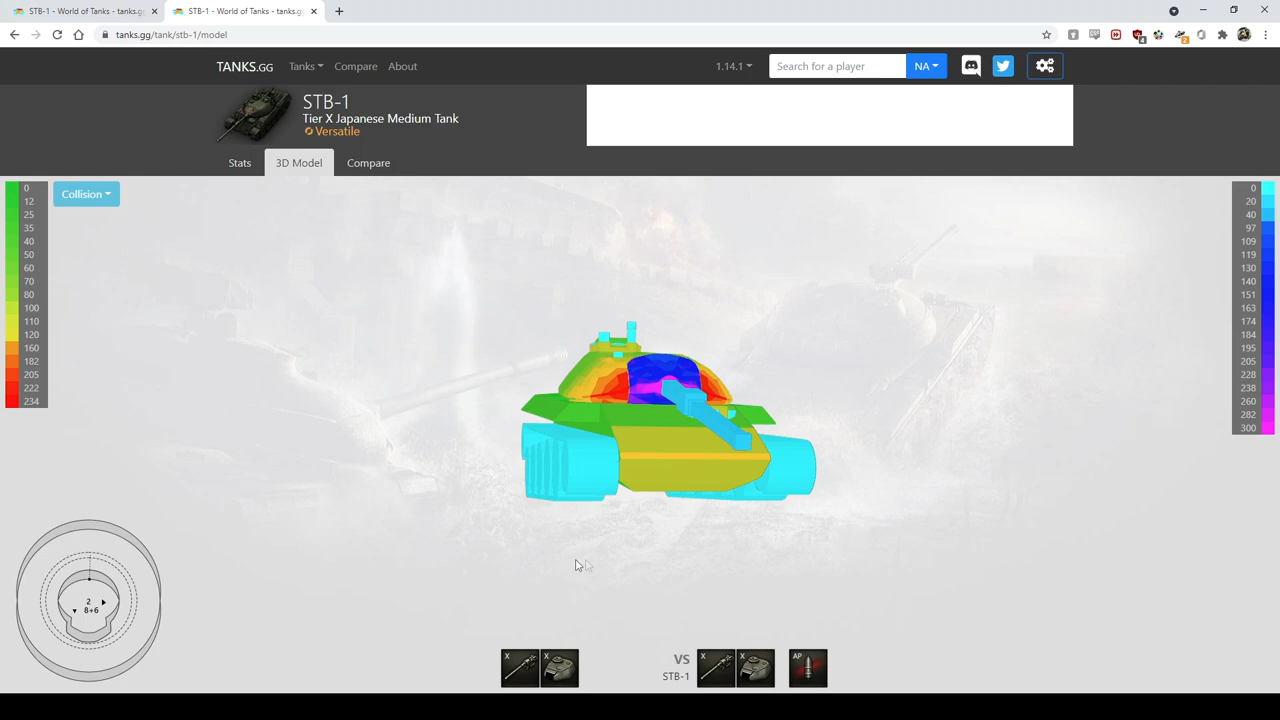 STB-1 - World of Tanks - tanks.gg
STB-1 - World of Tanks - tanks.gg
tanks.gg/tank/stb-1/model
4
2
TANKS.GG
Tanks
Compare
About
1.14.1
Search for a player
NA
STB-1
Tier X Japanese Medium Tank
Versatile
Stats
3D Model
Compare
Collision
0
12
25
35
40
50
60
70
80
100
110
120
160
182
205
222
234
0
20
40
97
109
119
130
140
151
163
174
184
195
205
228
238
260
282
300
2
8+6
X
X
VS
STB-1
X
X
AP